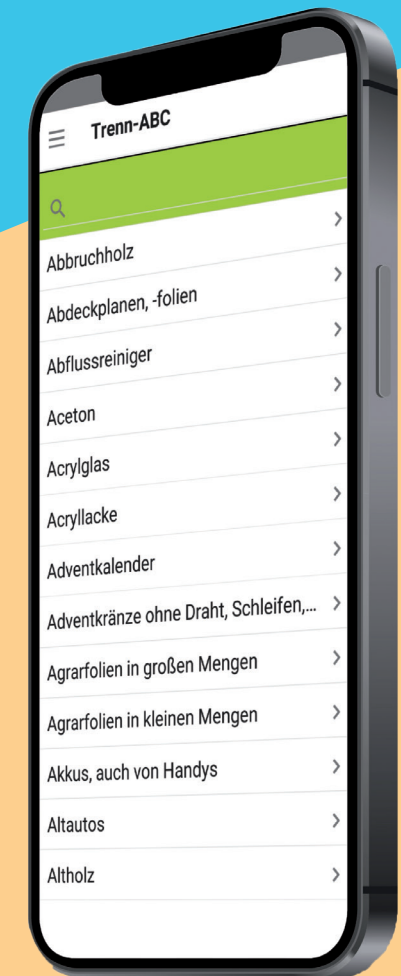 Trenn-ABC
Abbruchholz
Abdeckplanen, -folien
Abflussreiniger
Aceton
Acrylglas
Acryllacke
Adventkalender
Adventkränze ohne Draht, Schleifen,...
Agrarfolien in großen Mengen
Agrarfolien in kleinen Mengen
Akkus, auch von Handys
Altautos
Altholz